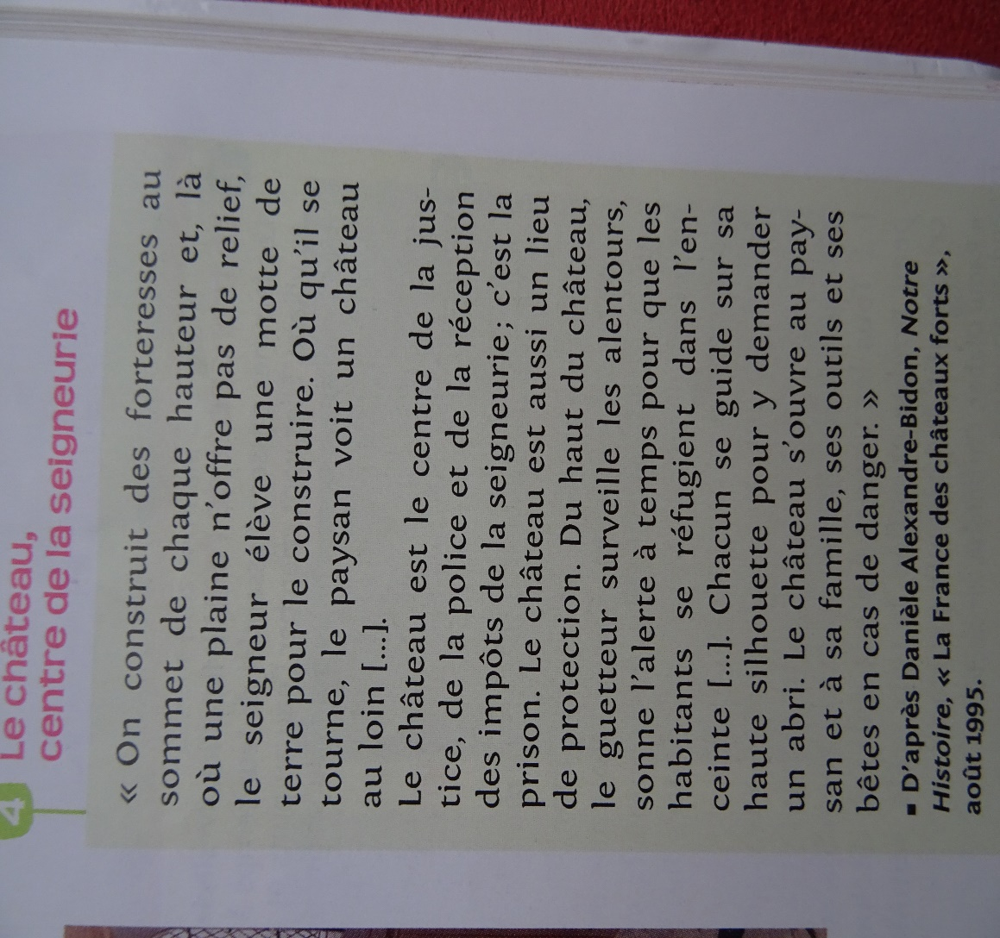 4 Le château,
centre de la seigneurie
« On construit des forteresses au
sommet de chaque hauteur et, là
où une plaine n'offre pas de relief,
le seigneur élève une motte de
terre pour le construire. Où qu'il se
tourne, le paysan voit un château
au loin [...].
Le château est le centre de la jus-
tice, de la police et de la réception
des impôts de la seigneurie ; c'est la
prison. Le château est aussi un lieu
de protection. Du haut du château,
le guetteur surveille les alentours,
sonne l'alerte à temps pour que les
habitants se réfugient dans l'en-
ceinte [...]. Chacun se guide sur sa
haute silhouette pour y demander
un abri. Le château s'ouvre au pay-
san et à sa famille, ses outils et ses
bêtes en cas de danger. »
▪ D'après Danièle Alexandre-Bidon, Notre
Histoire, « La France des châteaux forts »,
août 1995.